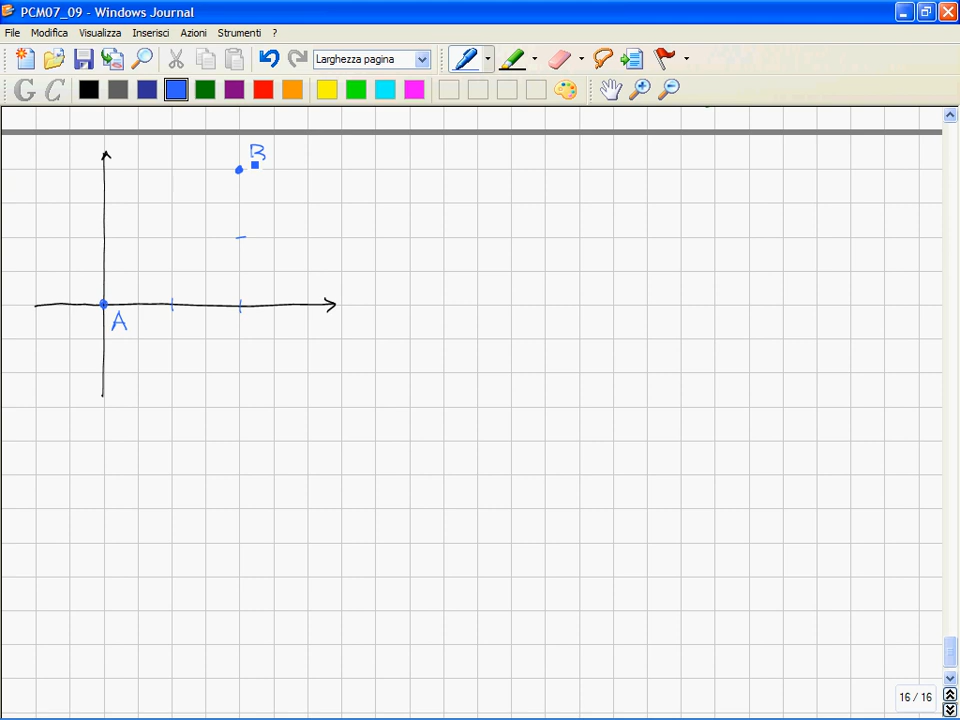 PCM07_09 - Windows Journal
File Modifica Visualizza Inserisci Azioni Strumenti ?
Larghezza pagina
G C
B
A
16 / 16